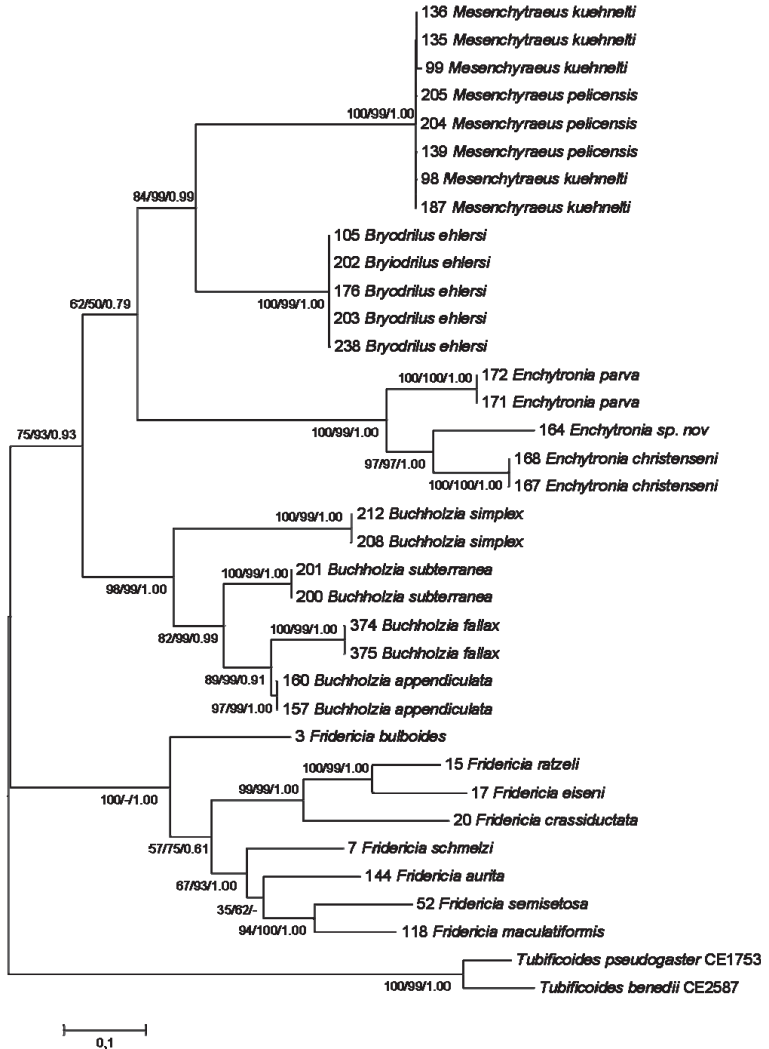 136 Mesenchytraeus kuehnelti
135 Mesenchytraeus kuehnelti
99 Mesenchyraeus kuehnelti
205 Mesenchyraeus pelicensis
100/99/1.00
204 Mesenchyraeus pelicensis
139 Mesenchyraeus pelicensis
98 Mesenchytraeus kuehnelti
84/99/0.99
187 Mesenchyraeus kuehnelti
105 Bryodrilus ehlersi
202 Bryiodrilus ehlersi
176 Bryodrilus ehlersi
100/99/1.00
62/50/0.79
203 Bryodrilus ehlersi
238 Bryodrilus ehlersi
172 Enchytronia parva
100/100/1.00
171 Enchytronia parva
100/99/1.00
164 Enchytronia sp. nov
75/93/0.93
168 Enchytronia christenseni
97/97/1.00
100/100/1.00
167 Enchytronia christenseni
212 Buchholzia simplex
100/99/1.00
208 Buchholzia simplex
201 Buchholzia subterranea
100/99/1.00
98/99/1.00
200 Buchholzia subterranea
374 Buchholzia fallax
100/99/1.00
82/99/0.99
375 Buchholzia fallax
89/99/0.91
160 Buchholzia appendiculata
97/99/1.00
157 Buchholzia appendiculata
3 Fridericia bulboides
15 Fridericia ratzeli
100/99/1.00
99/99/1.00
17 Fridericia eiseni
100/-/1.00
20 Fridericia crassiductata
57/75/0.61
7 Fridericia schmelzi
67/93/1.00
144 Fridericia aurita
35/62/-
52 Fridericia semisetosa
94/100/1.00
118 Fridericia maculatiformis
Tubificoides pseudogaster CE1753
100/99/1.00
Tubificoides benedii CE2587
0,1